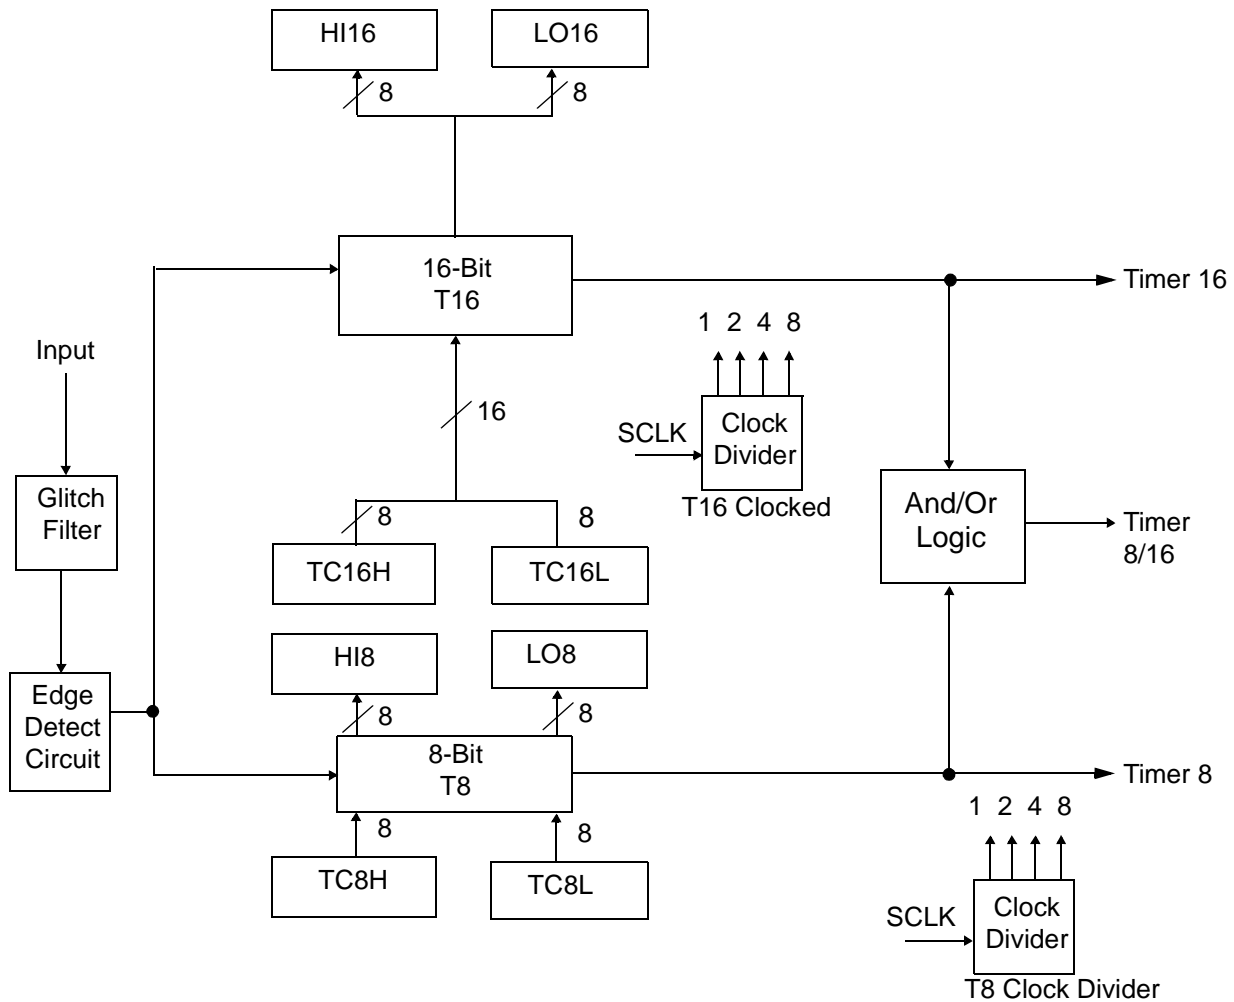 HI16
LO16
8
8
16-Bit
T16
Timer 16
1 2 4 8
Input
16
SCLK
Clock
Divider
T16 Clocked
Glitch
Filter
8
8
And/Or
Logic
Timer
8/16
TC16H
TC16L
HI8
LO8
Edge
Detect
Circuit
8
8
8-Bit
T8
Timer 8
1 2 4 8
8
8
TC8H
TC8L
SCLK
Clock
Divider
T8 Clock Divider